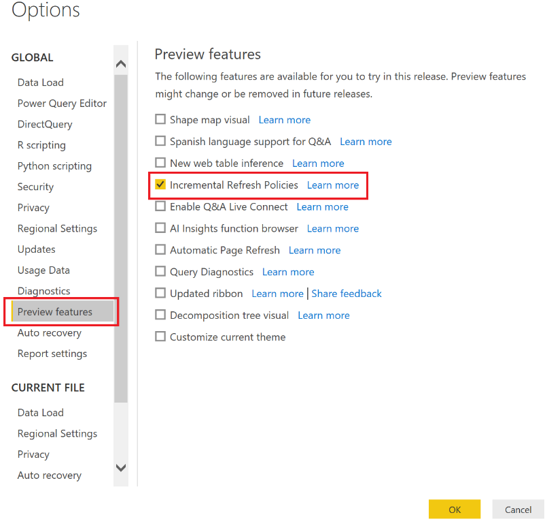 Options
GLOBAL
Data Load
Power Query Editor
DirectQuery
R scripting
Python scripting
Security
Privacy
Regional Settings
Updates
Usage Data
Diagnostics
Preview features
Auto recovery
Report settings
CURRENT FILE
Data Load
Regional Settings
Privacy
Auto recovery
Preview features
The following features are available for you to try in this release. Preview features
might change or be removed in future releases.
Shape map visual Learn more
Spanish language support for Q&A Learn more
New web table inference Learn more
Incremental Refresh Policies Learn more
Enable Q&A Live Connect Learn more
AI Insights function browser Learn more
Automatic Page Refresh Learn more
Query Diagnostics Learn more
Updated ribbon Learn more | Share feedback
Decomposition tree visual Learn more
Customize current theme
OK Cancel